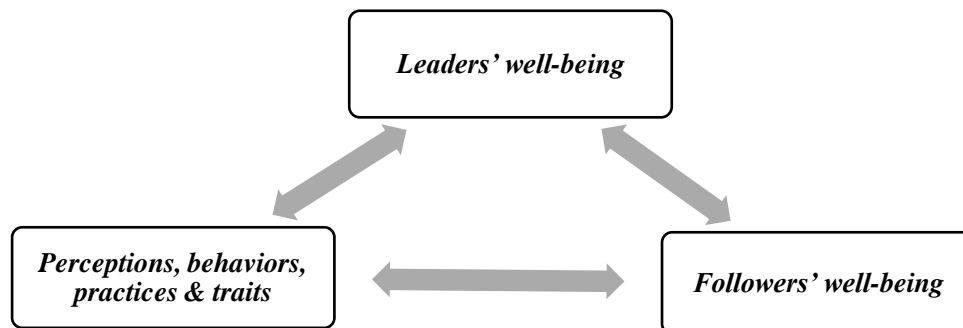 Leaders’ well-being
Perceptions, behaviors,
practices & traits
Followers’ well-being